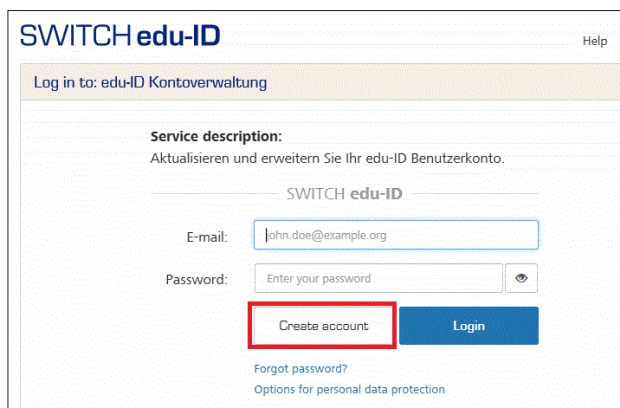 SWITCH edu-ID
Help
Log in to: edu-ID Kontoverwaltung
Service description:
Aktualisieren und erweitern Sie Ihr edu-ID Benutzerkonto.
SWITCH edu-ID
E-mail: john.doe@example.org
Password: Enter your password
Create account Login
Forgot password?
Options for personal data protection